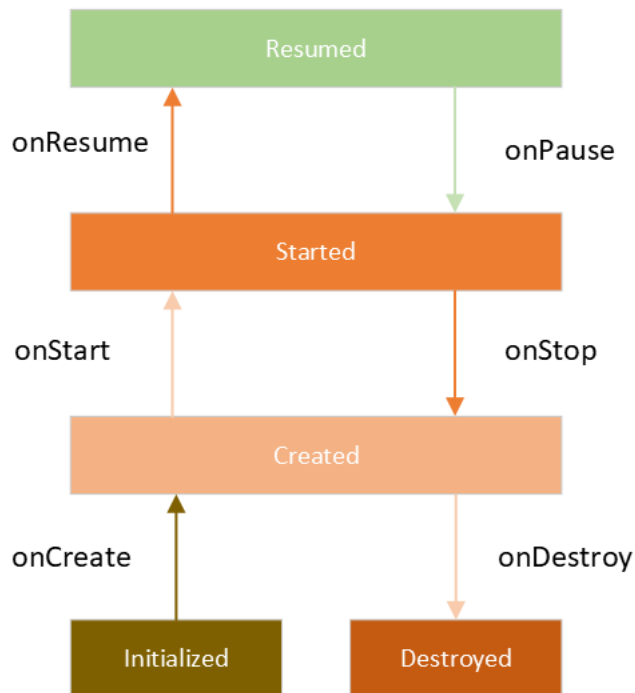 Resumed
onResume
onPause
Started
onStart
onStop
Created
onCreate
onDestroy
Initialized
Destroyed